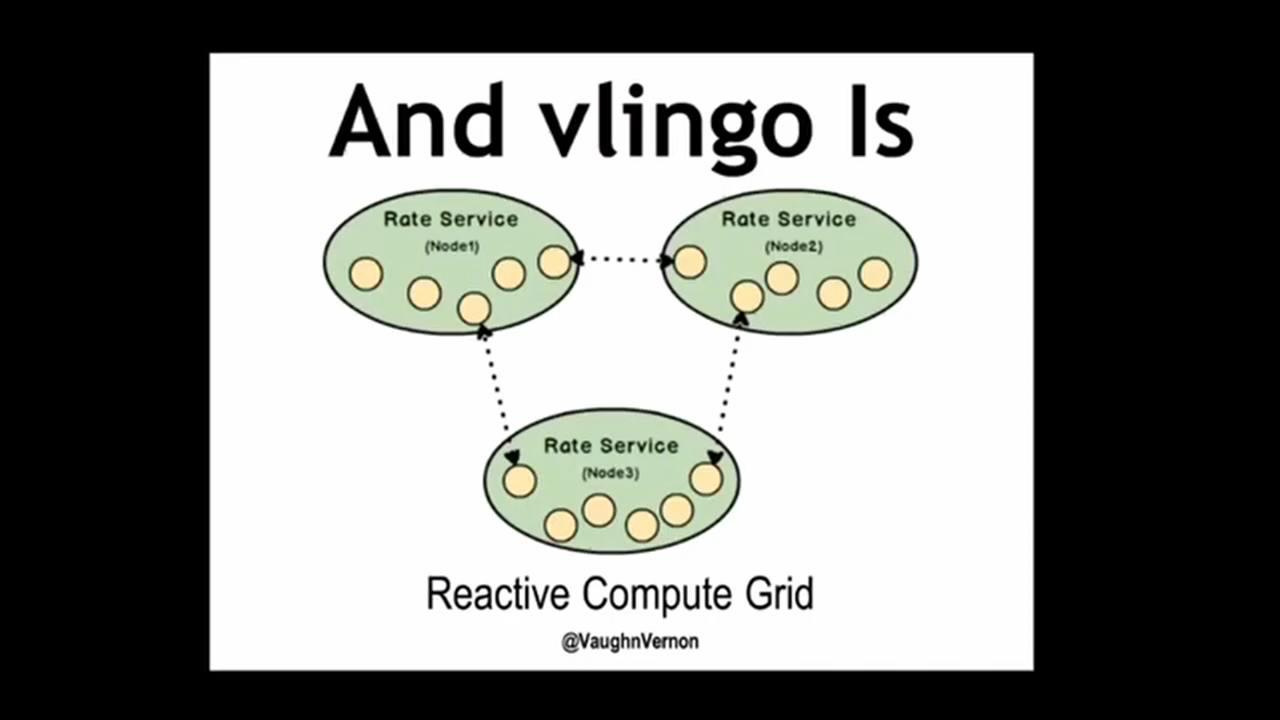 And vlingo Is
Rate Service
(Node1)
Rate Service
(Node2)
Rate Service
(Node3)
Reactive Compute Grid
@VaughnVernon